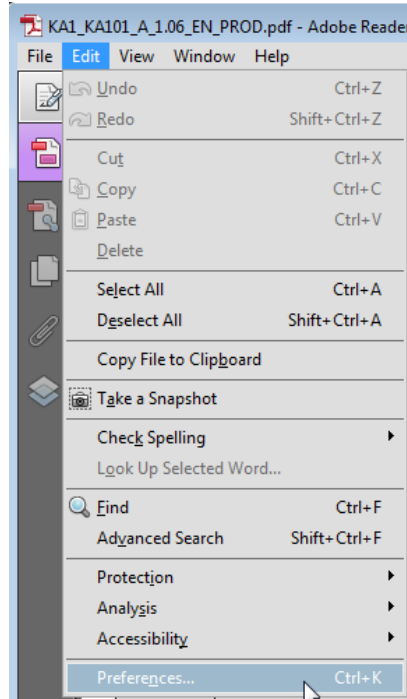 KA1_KA101_A_1.06_EN_PROD.pdf - Adobe Reade
File Edit View Window Help
Undo Ctrl+Z
Redo Shift+Ctrl+Z
Cut Ctrl+X
Copy Ctrl+C
Paste Ctrl+V
Delete
Select All Ctrl+A
Deselect All Shift+Ctrl+A
Copy File to Clipboard
Take a Snapshot
Check Spelling
Look Up Selected Word...
Find Ctrl+F
Advanced Search Shift+Ctrl+F
Protection
Analysis
Accessibility
Preferences... Ctrl+K